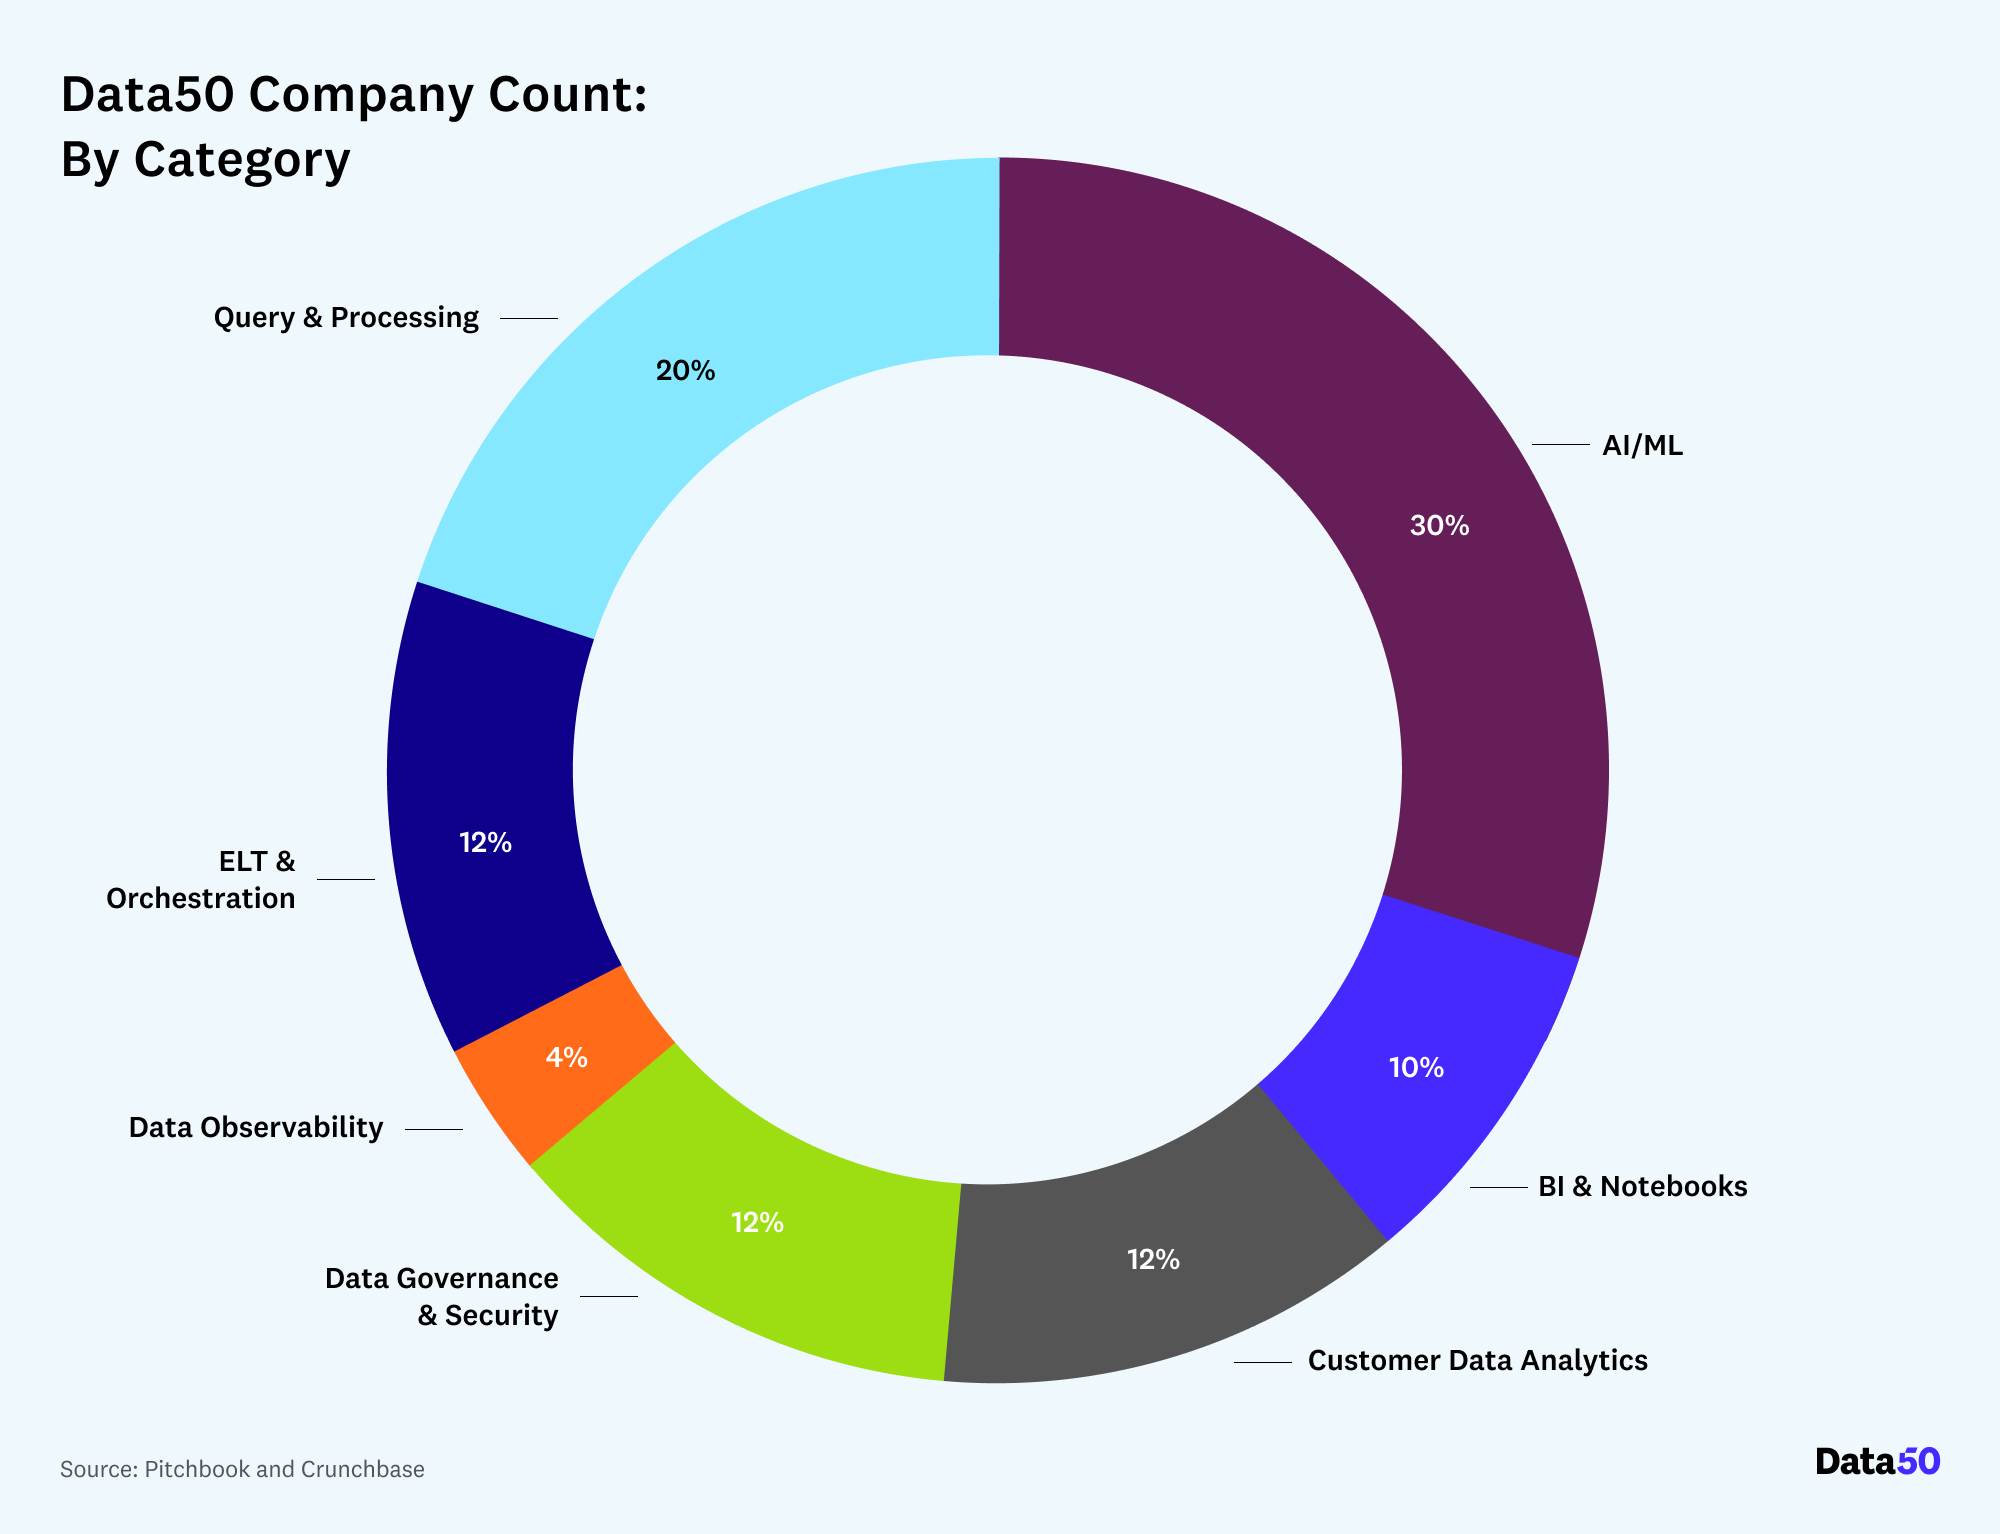 Data50 Company Count:
By Category
Query & Processing
20%
AI/ML
30%
12%
ELT &
Orchestration
4%
10%
Data Observability
BI & Notebooks
12%
12%
Data Governance
& Security
Customer Data Analytics
Source: Pitchbook and Crunchbase
Data50